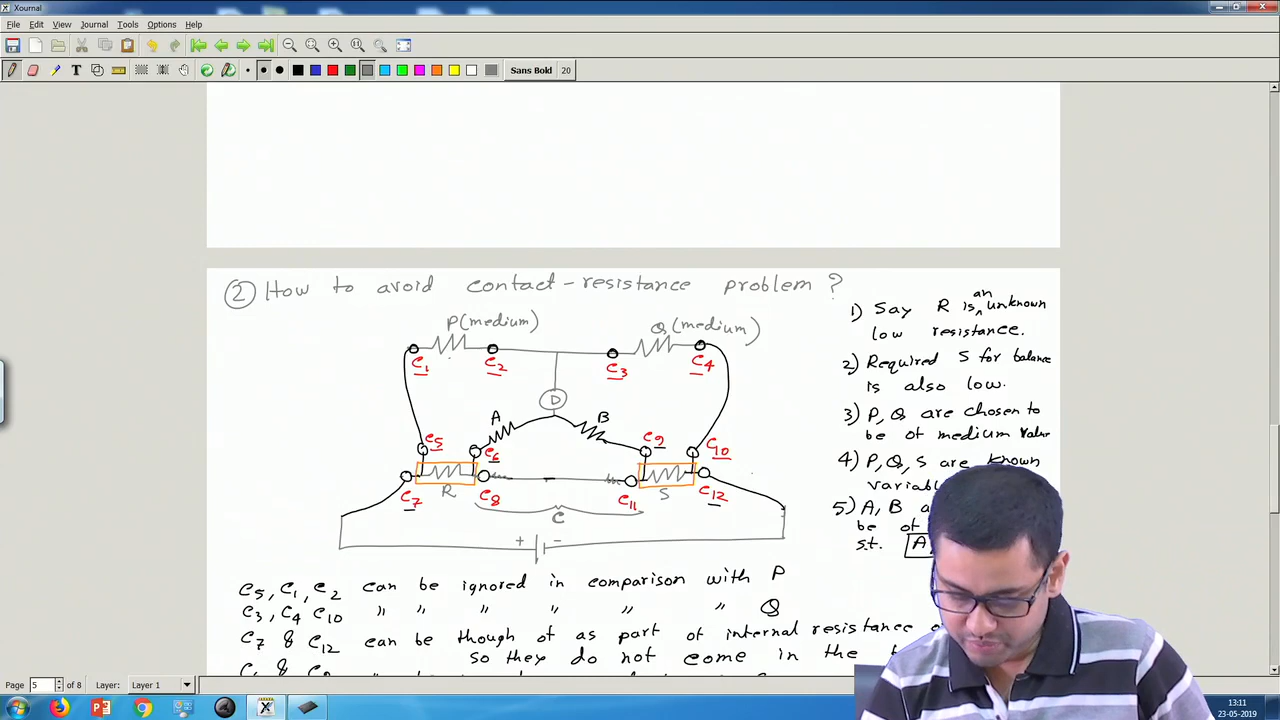 Xournal
File Edit View Journal Tools Options Help
Sans Bold 20
② How to avoid contact-resistance problem?
P(medium)
Q(medium)
C1 C2 C3 C4
D
A B
C5 C6 C9 C10
R S
C7 C8 C11 C12
C
+ -
1) Say R is an unknown
low resistance.
2) Required S for balance
is also low.
3) P, Q are chosen to
be of medium value
4) P, Q, S are known
variabl
5) A, B
be of
s.t. A
C5, C1, C2 can be ignored in comparison with P
C3, C4 C10 " " " " " " Q
C7 & C12 can be though of as part of internal resistance
so they do not come in the
Page 5 of 8 Layer: Layer 1
13:11
23-05-2019